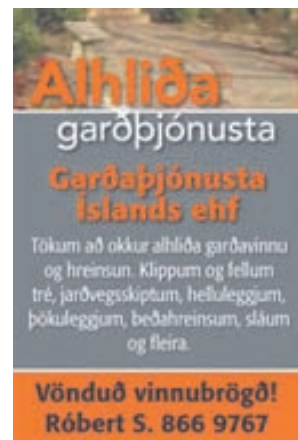 Alhliða
garðþjónusta
Garðaþjónusta
Íslands ehf
Tökum að okkur alhliða garðavinnu
og hreinsun. Klippum og fellum
tré, jarðvegsskiptum, helluleggjum,
þökuleggjum, beðahreinsum, sláum
og fleira.
Vönduð vinnubrögð!
Róbert S. 866 9767